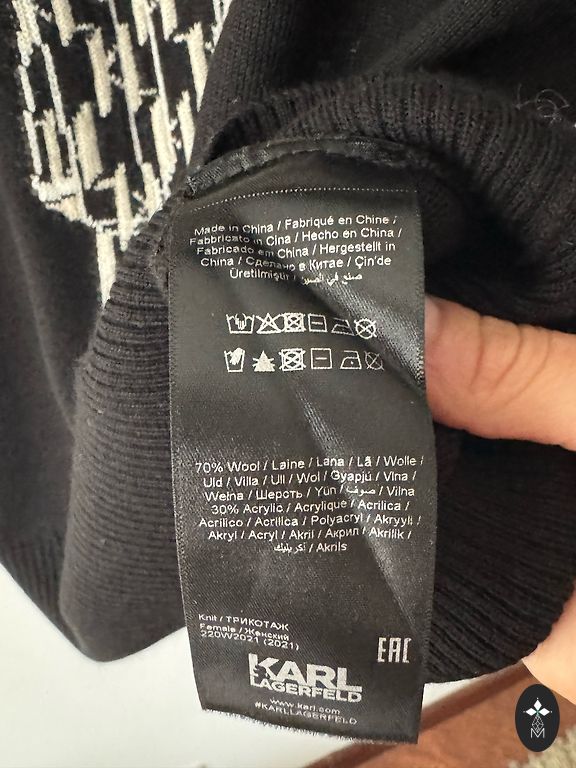 Made in China / Fabriqué en Chine /
Fabbricato in Cina / Hecho en China /
Fabricado em China / Hergestellt in
China / Сделано в Китае / Çin'de
Üretilmiştir / صنع في الصين
70% Wool / Laine / Lana / Lã / Wolle /
Uld / Villa / Ull / Wol / Gyapjú / Vlna /
Wełna / Шерсть / Yün / صوف / Vilna
30% Acrylic / Acrylique / Acrilica /
Acrilico / Acrílica / Polyacryl / Akryyli /
Akryl / Acryl / Akril / Акрил / Akrilik /
أكريليك / Akrils
Knit / ТРИКОТАЖ
Female / Женский
220W2021 (2021)
EAC
KARL
LAGERFELD
www.karl.com
#KARLLAGERFELD
M